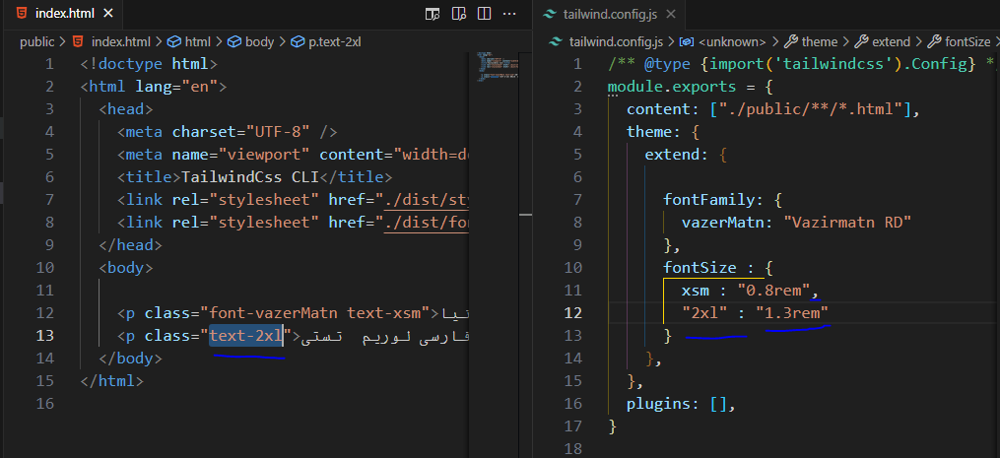 index.html
public > index.html > html > body > p.text-2xl
1 <!doctype html>
2 <html lang="en">
3 <head>
4 <meta charset="UTF-8" />
5 <meta name="viewport" content="width=de
6 <title>TailwindCss CLI</title>
7 <link rel="stylesheet" href="./dist/sty
8 <link rel="stylesheet" href="./dist/fon
9 </head>
10 <body>
11
12 <p class="font-vazerMatn text-xsm">
13 <p class="text-2xl">فارسی لوریم تستی
14 </body>
15 </html>
16
tailwind.config.js
tailwind.config.js > <unknown> > theme > extend > fontSize >
1 /** @type {import('tailwindcss').Config} *
2 module.exports = {
3 content: ["./public/**/*.html"],
4 theme: {
5 extend: {
6
7 fontFamily: {
8 vazerMatn: "Vazirmatn RD"
9 },
10 fontSize : {
11 xsm : "0.8rem",
12 "2xl" : "1.3rem"
13 }
14 },
15 },
16 plugins: [],
17 }
18